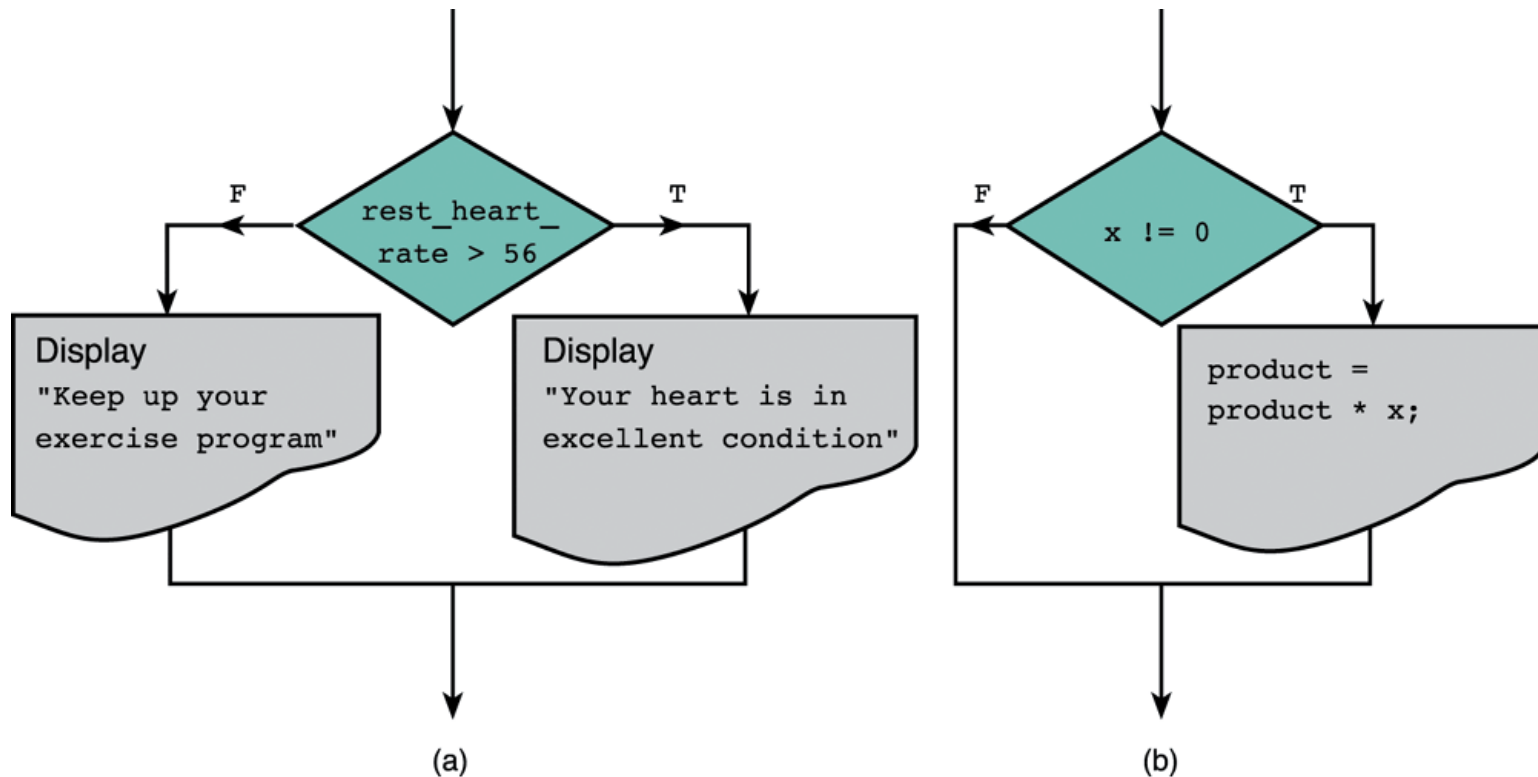 F
T
rest_heart_
rate > 56
Display
"Keep up your
exercise program"
Display
"Your heart is in
excellent condition"
(a)
F
T
x != 0
product =
product * x;
(b)